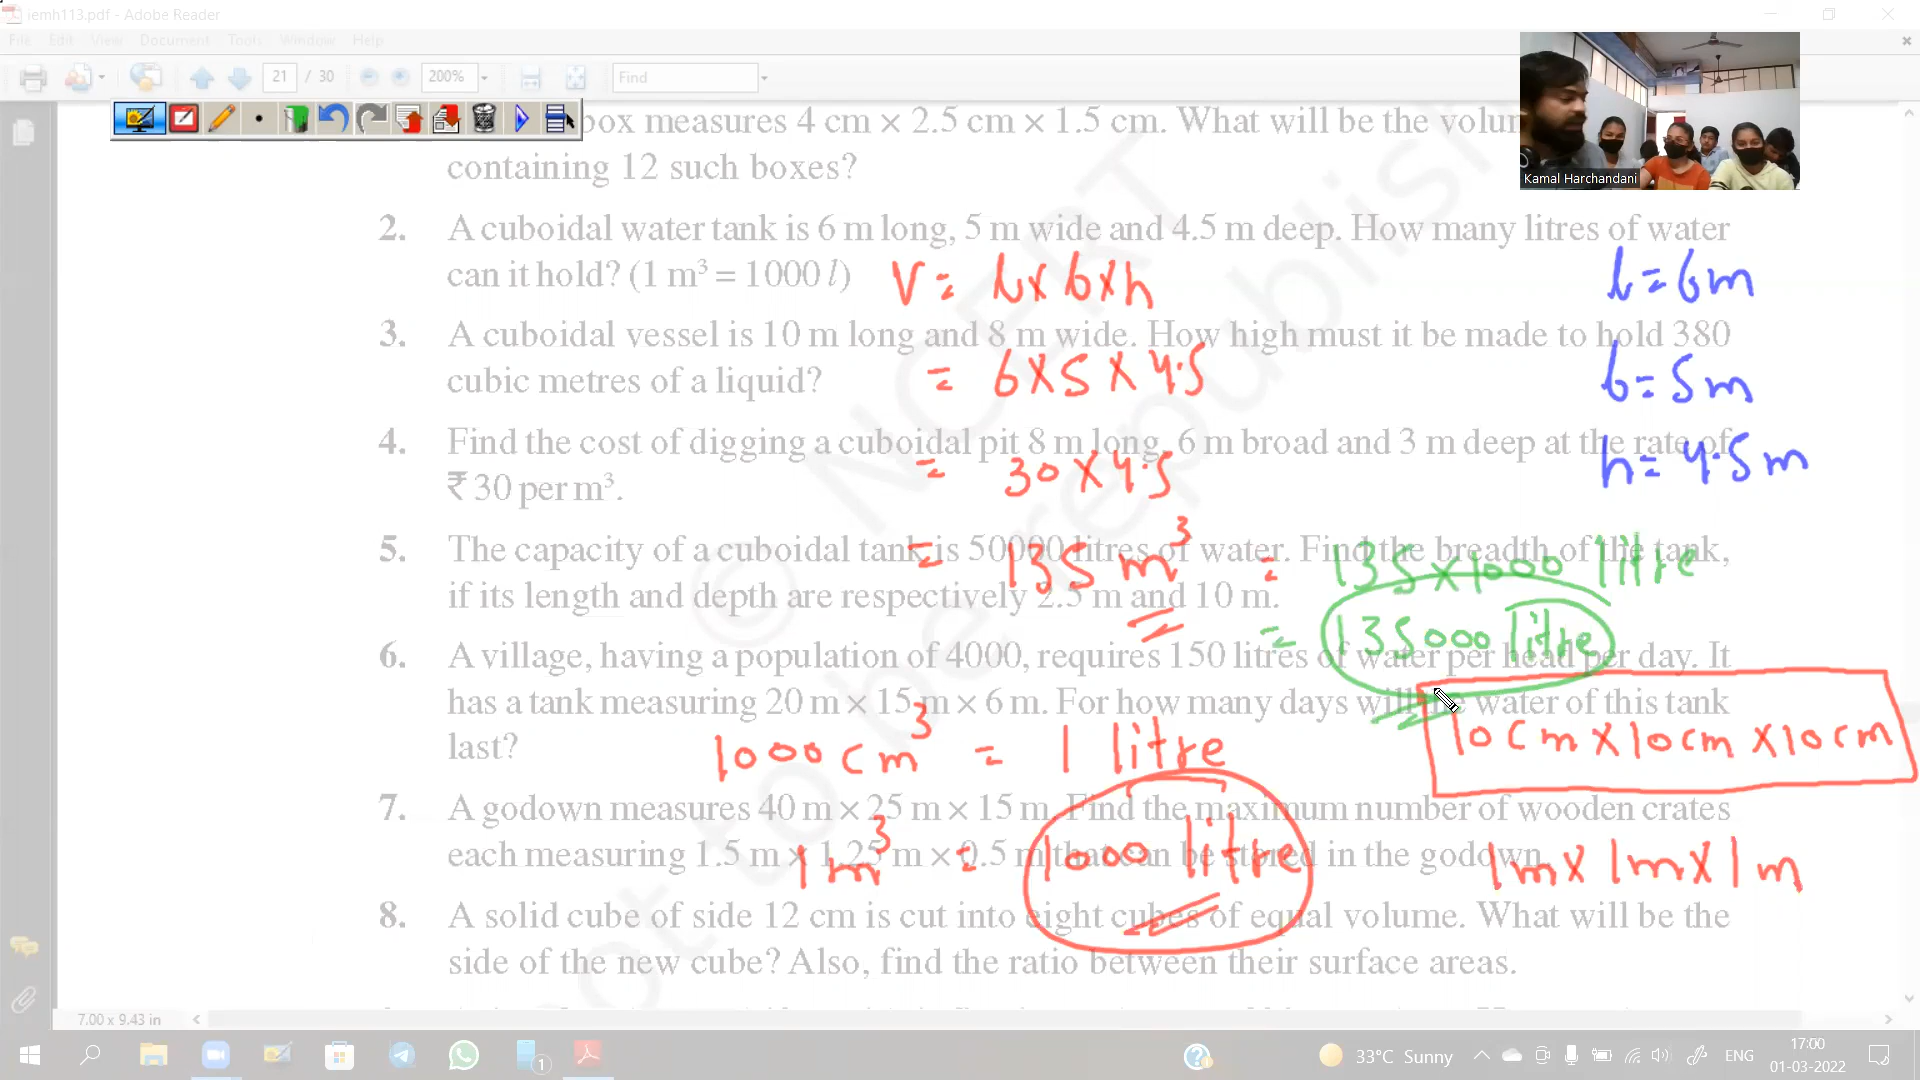 iemh113.pdf - Adobe Reader
File Edit View Document Tools Window Help
21 / 30 200% Find
box measures 4 cm × 2.5 cm × 1.5 cm. What will be the
containing 12 such boxes?
Kamal Harchandani
2. A cuboidal water tank is 6 m long, 5 m wide and 4.5 m deep. How many litres of water
can it hold? (1 m³ = 1000 l)
V = l x b x h
l = 6m
3. A cuboidal vessel is 10 m long and 8 m wide. How high must it be made to hold 380
cubic metres of a liquid?
= 6 x 5 x 4.5
b = 5m
4. Find the cost of digging a cuboidal pit 8 m long, 6 m broad and 3 m deep at the rate of
₹ 30 per m³.
= 30 x 4.5
h = 4.5m
5. The capacity of a cuboidal tank is 50000 litres of water. Find the breadth of the tank,
if its length and depth are respectively 2.5 m and 10 m.
= 135 m³ = 135 x 1000 litre
= 135000 litre
6. A village, having a population of 4000, requires 150 litres of water per head per day. It
has a tank measuring 20 m × 15 m × 6 m. For how many days will the water of this tank
last?
1000 cm³ = 1 litre
10cm x 10cm x 10cm
7. A godown measures 40 m × 25 m × 15 m. Find the maximum number of wooden crates
each measuring 1.5 m × 1.25 m × 0.5 m that can be stored in the godown.
1 m³ = 1000 litre
1m x 1m x 1m
8. A solid cube of side 12 cm is cut into eight cubes of equal volume. What will be the
side of the new cube? Also, find the ratio between their surface areas.
© NCERT
not to be republish
7.00 x 9.43 in
1
33°C Sunny
ENG
17:00
01-03-2022